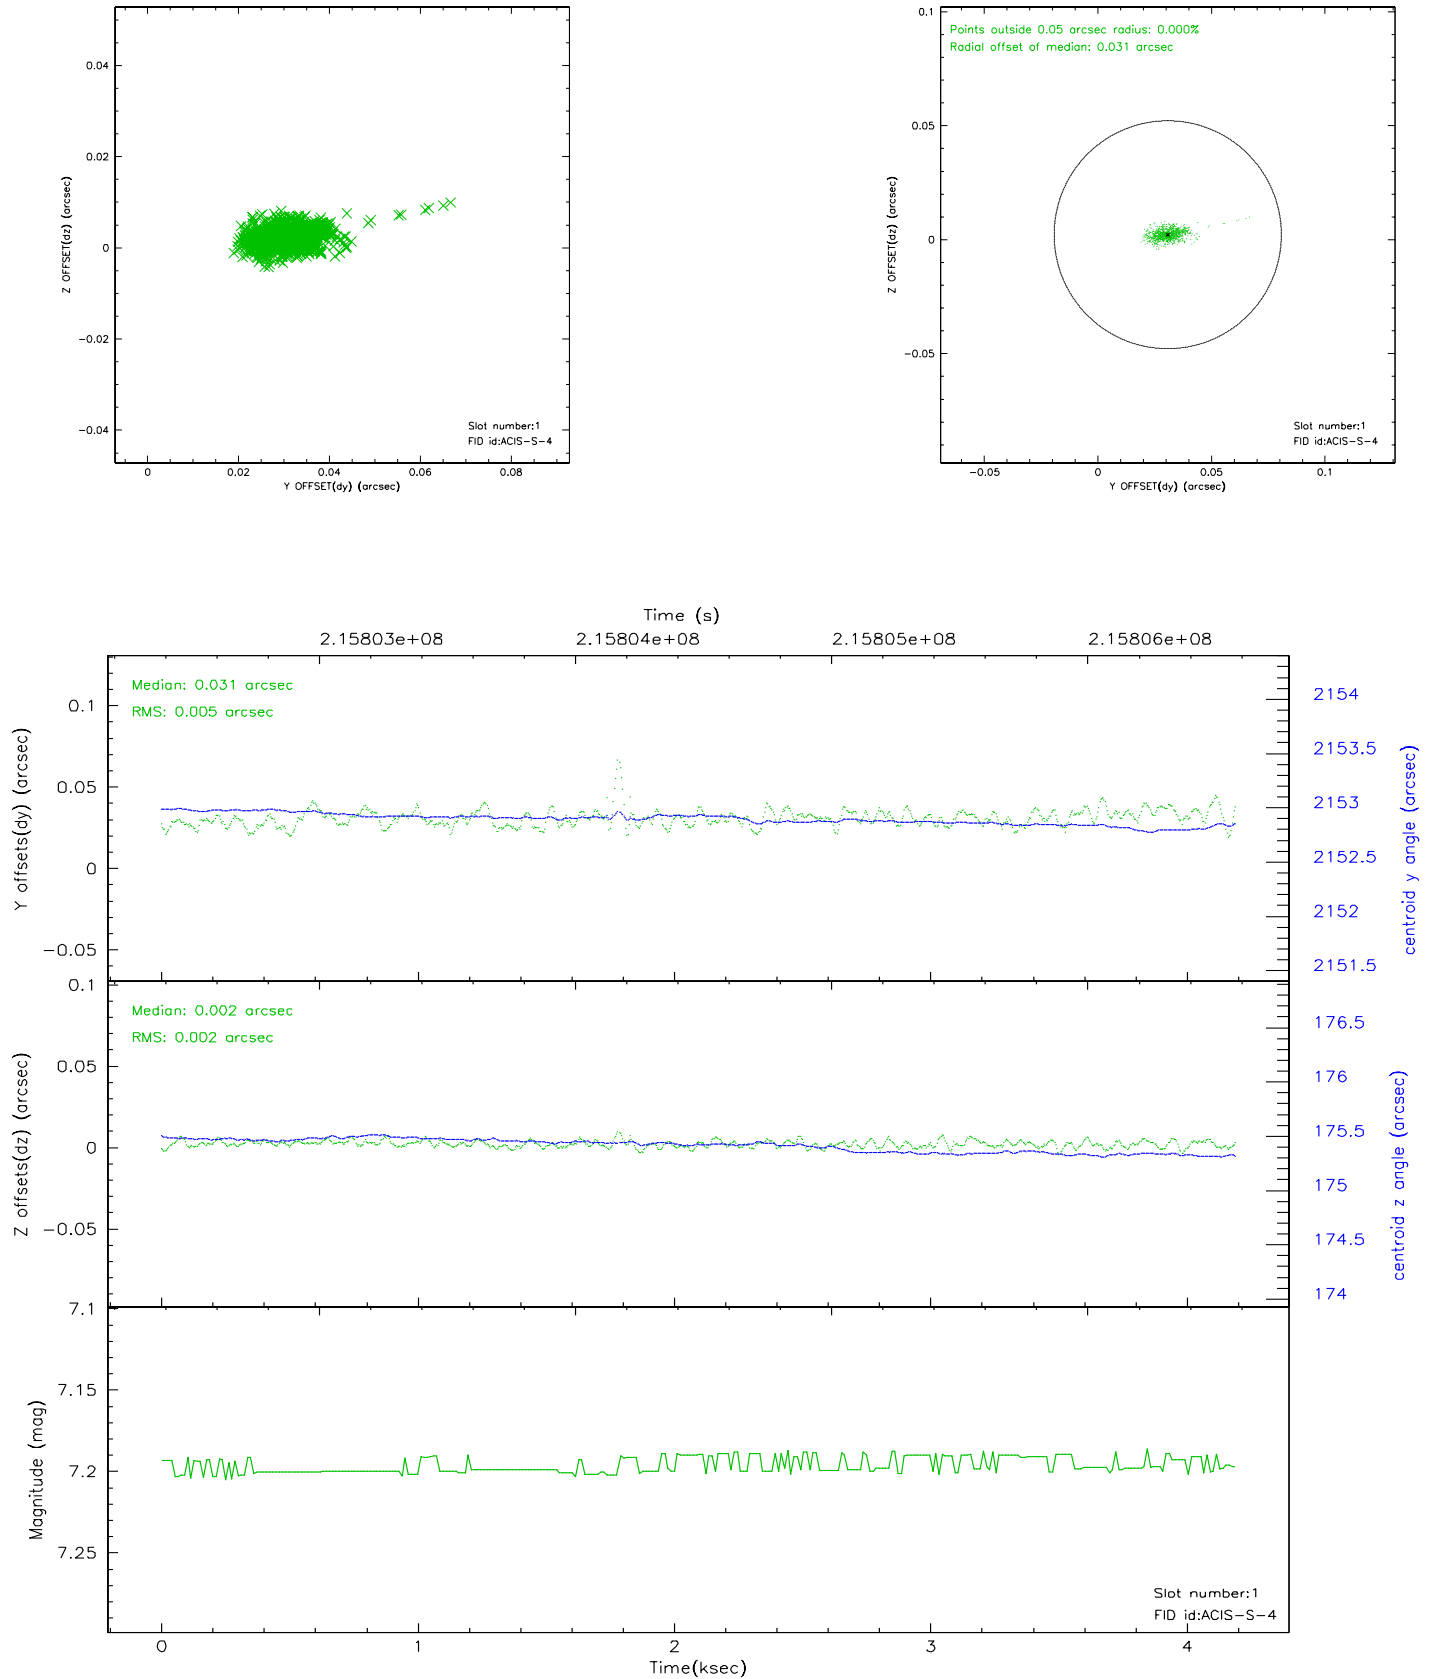 0.04
0.02
0
−0.02
−0.04
Z OFFSET(dz) (arcsec)
Slot number:1
FID id:ACIS−S−4
0 0.02 0.04 0.06 0.08
Y OFFSET(dy) (arcsec)
0.1
0.05
0
−0.05
Z OFFSET(dz) (arcsec)
Points outside 0.05 arcsec radius: 0.000%
Radial offset of median: 0.031 arcsec
Slot number:1
FID id:ACIS−S−4
−0.05 0 0.05 0.1
Y OFFSET(dy) (arcsec)
Time (s)
2.15803e+08 2.15804e+08 2.15805e+08 2.15806e+08
Median: 0.031 arcsec
RMS: 0.005 arcsec
0.1
0.05
0
−0.05
Y offsets(dy) (arcsec)
2154
2153.5
2153
2152.5
2152
2151.5
centroid y angle (arcsec)
Median: 0.002 arcsec
RMS: 0.002 arcsec
0.1
0.05
0
−0.05
Z offsets(dz) (arcsec)
176.5
176
175.5
175
174.5
174
centroid z angle (arcsec)
7.1
7.15
7.2
7.25
Magnitude (mag)
Slot number:1
FID id:ACIS−S−4
0 1 2 3 4
Time(ksec)